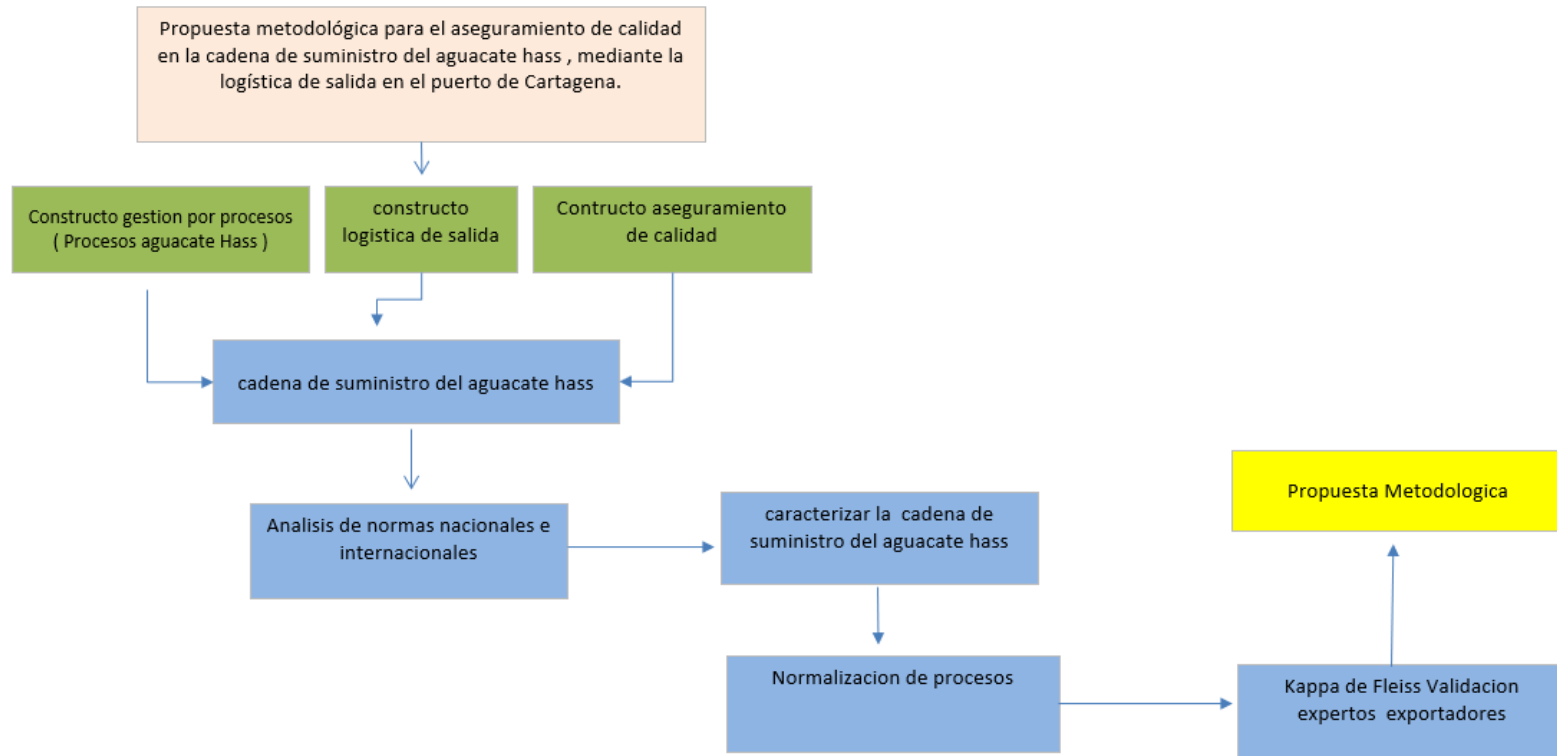 Propuesta metodológica para el aseguramiento de calidad
en la cadena de suministro del aguacate hass , mediante la
logística de salida en el puerto de Cartagena.
Constructo gestion por procesos
( Procesos aguacate Hass )
constructo
logistica de salida
Contructo aseguramiento
de calidad
cadena de suministro del aguacate hass
Analisis de normas nacionales e
internacionales
caracterizar la cadena de
suministro del aguacate hass
Propuesta Metodologica
Normalizacion de procesos
Kappa de Fleiss Validacion
expertos exportadores